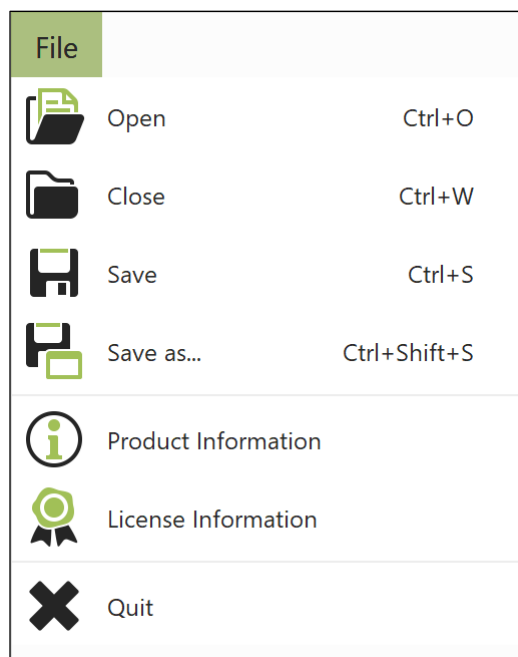 File
Open Ctrl+O
Close Ctrl+W
Save Ctrl+S
Save as... Ctrl+Shift+S
Product Information
License Information
Quit